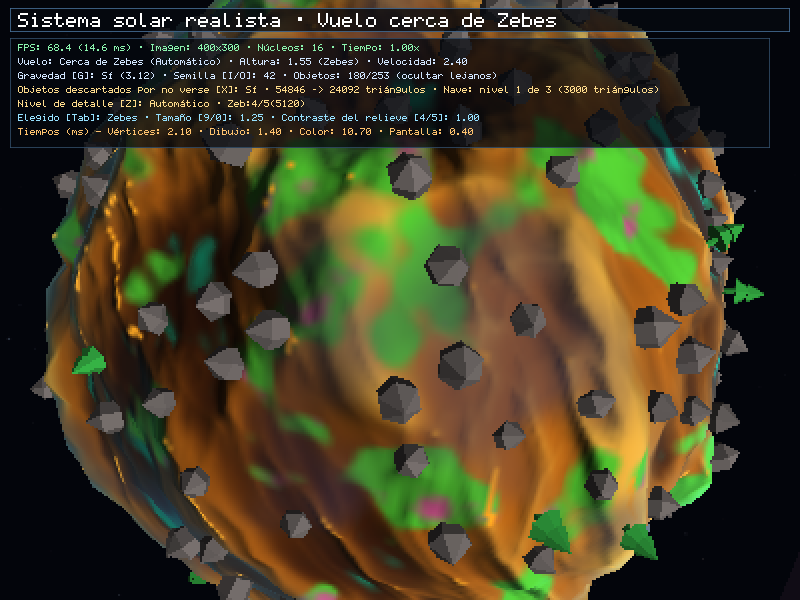 Sistema solar realista • Vuelo cerca de Zebes
FPS: 68.4 (14.6 ms) · Imagen: 400x300 · Núcleos: 16 · Tiempo: 1.00x
Vuelo: Cerca de Zebes (Automático) · Altura: 1.55 (Zebes) · Velocidad: 2.40
Gravedad [G]: Sí (3.12) · Semilla [I/O]: 42 · Objetos: 180/253 (ocultar lejanos)
Objetos descartados por no verse [X]: Sí · 54846 -> 24092 triángulos · Nave: nivel 1 de 3 (3000 triángulos)
Nivel de detalle [Z]: Automático · Zeb:4/5(5120)
Elegido [Tab]: Zebes · Tamaño [9/0]: 1.25 · Contraste del relieve [4/5]: 1.00
Tiempos (ms) — Vértices: 2.10 · Dibujo: 1.40 · Color: 10.70 · Pantalla: 0.40